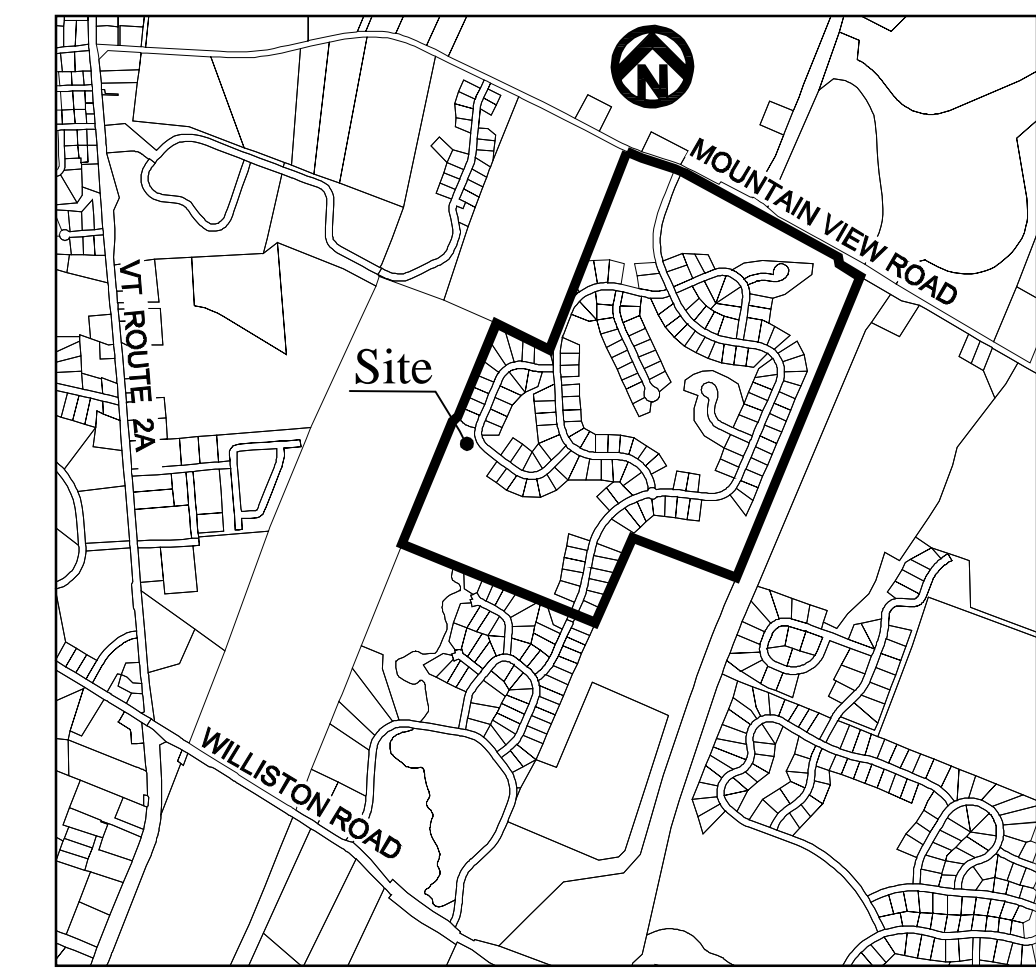 N
MOUNTAIN VIEW ROAD
VT ROUTE 2A
Site
WILLISTON ROAD